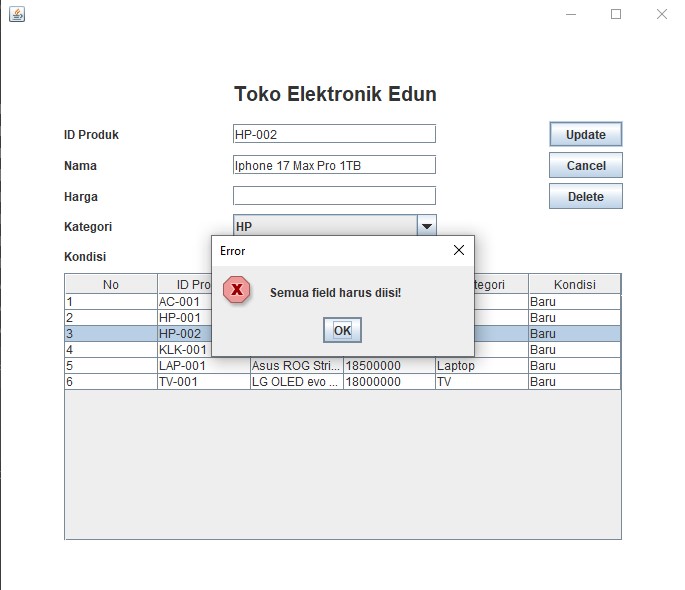 Toko Elektronik Edun
ID Produk HP-002 Update
Nama Iphone 17 Max Pro 1TB Cancel
Harga Delete
Kategori HP
Kondisi
Error
Semua field harus diisi!
OK
No ID Pro tegori Kondisi
1 AC-001 Baru
2 HP-001 Baru
3 HP-002 Baru
4 KLK-001 Baru
5 LAP-001 Asus ROG Stri... 18500000 Laptop Baru
6 TV-001 LG OLED evo ... 18000000 TV Baru